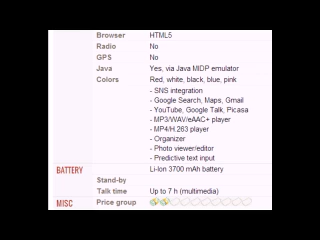 Browser HTML5
Radio No
GPS No
Java Yes, via Java MIDP emulator
Colors Red, white, black, blue, pink
- SNS integration
- Google Search, Maps, Gmail
- YouTube, Google Talk, Picasa
- MP3/WAV/eAAC+ player
- MP4/H.263 player
- Organizer
- Photo viewer/editor
- Predictive text input
BATTERY Li-Ion 3700 mAh battery
Stand-by
Talk time Up to 7 h (multimedia)
MISC Price group